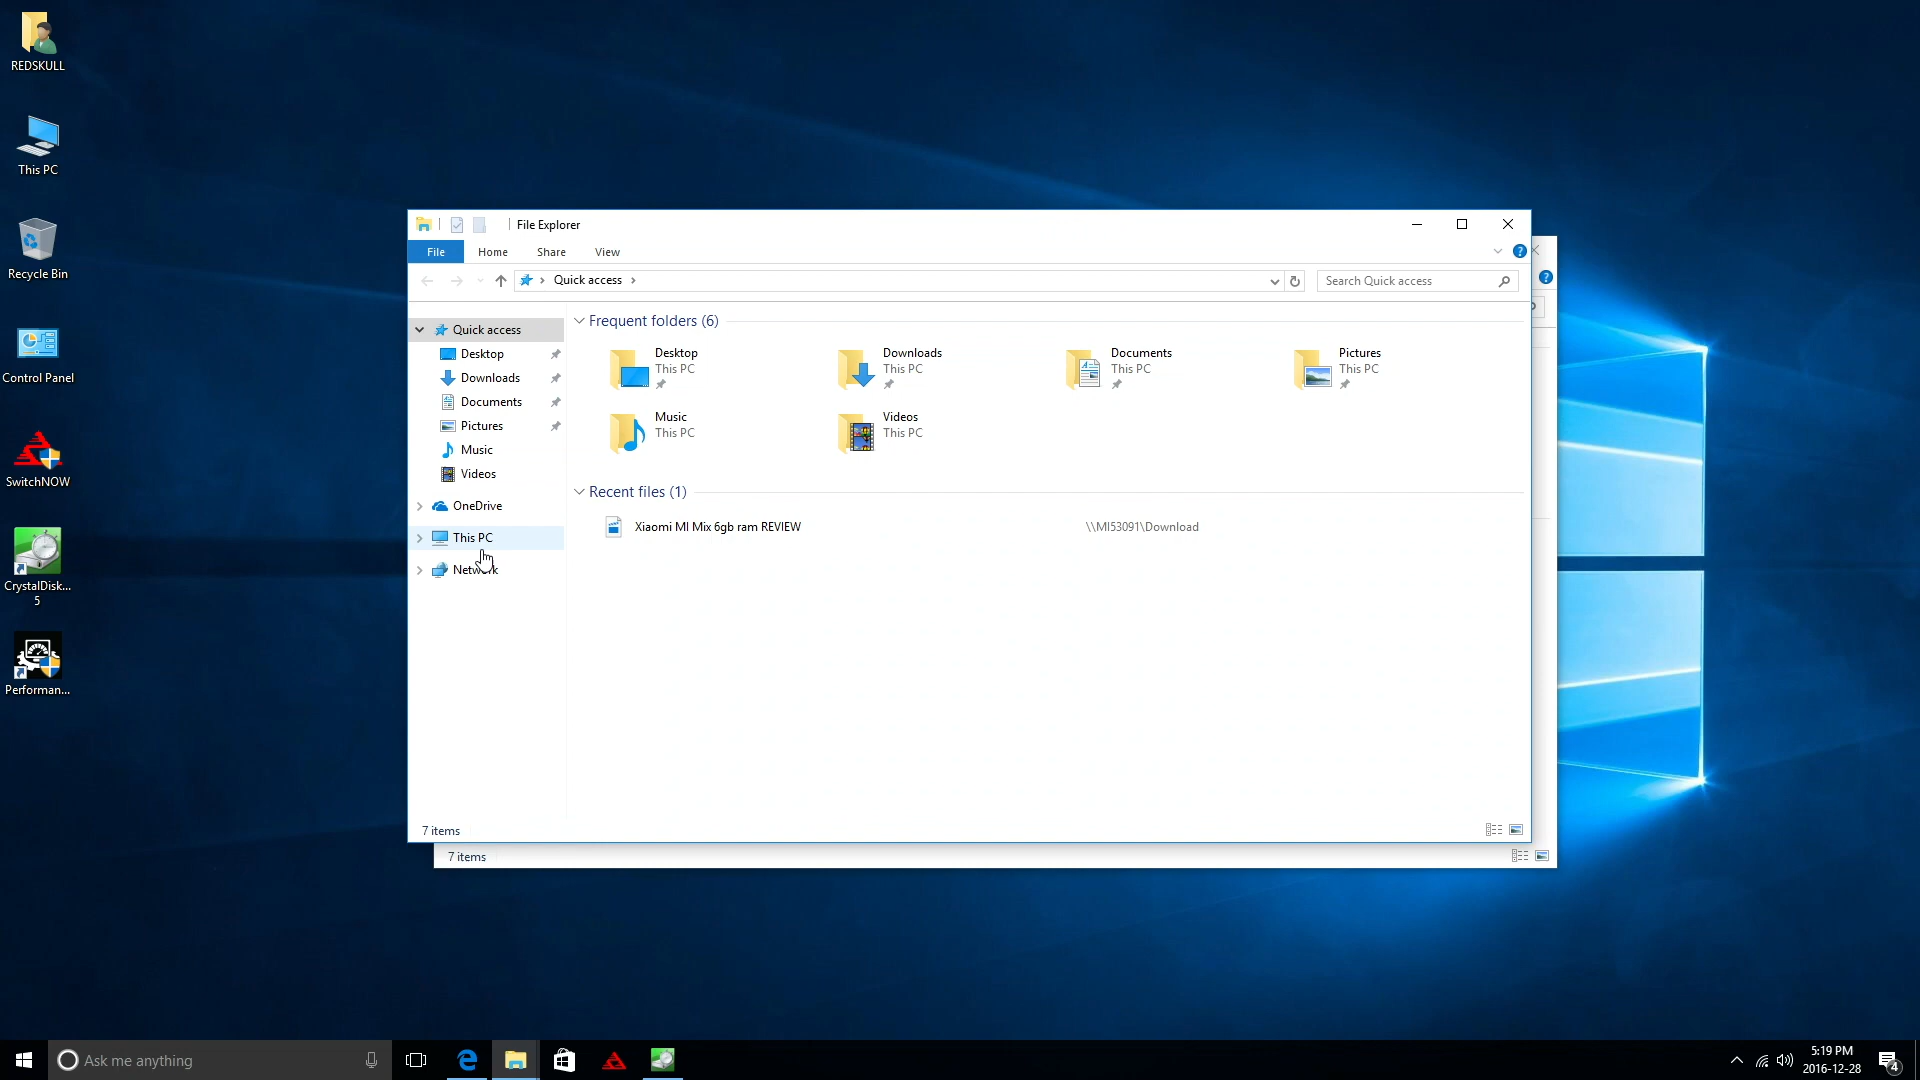 REDSKULL
This PC
Recycle Bin
Control Panel
SwitchNOW
CrystalDisk...
5
Performan...
File Explorer
File
Home
Share
View
Quick access
Search Quick access
Quick access
Desktop
Downloads
Documents
Pictures
Music
Videos
OneDrive
This PC
Network
Frequent folders (6)
Desktop
This PC
Downloads
This PC
Documents
This PC
Pictures
This PC
Music
This PC
Videos
This PC
Recent files (1)
Xiaomi MI Mix 6gb ram REVIEW
\\MI53091\Download
7 items
7 items
Ask me anything
5:19 PM
2016-12-28
4